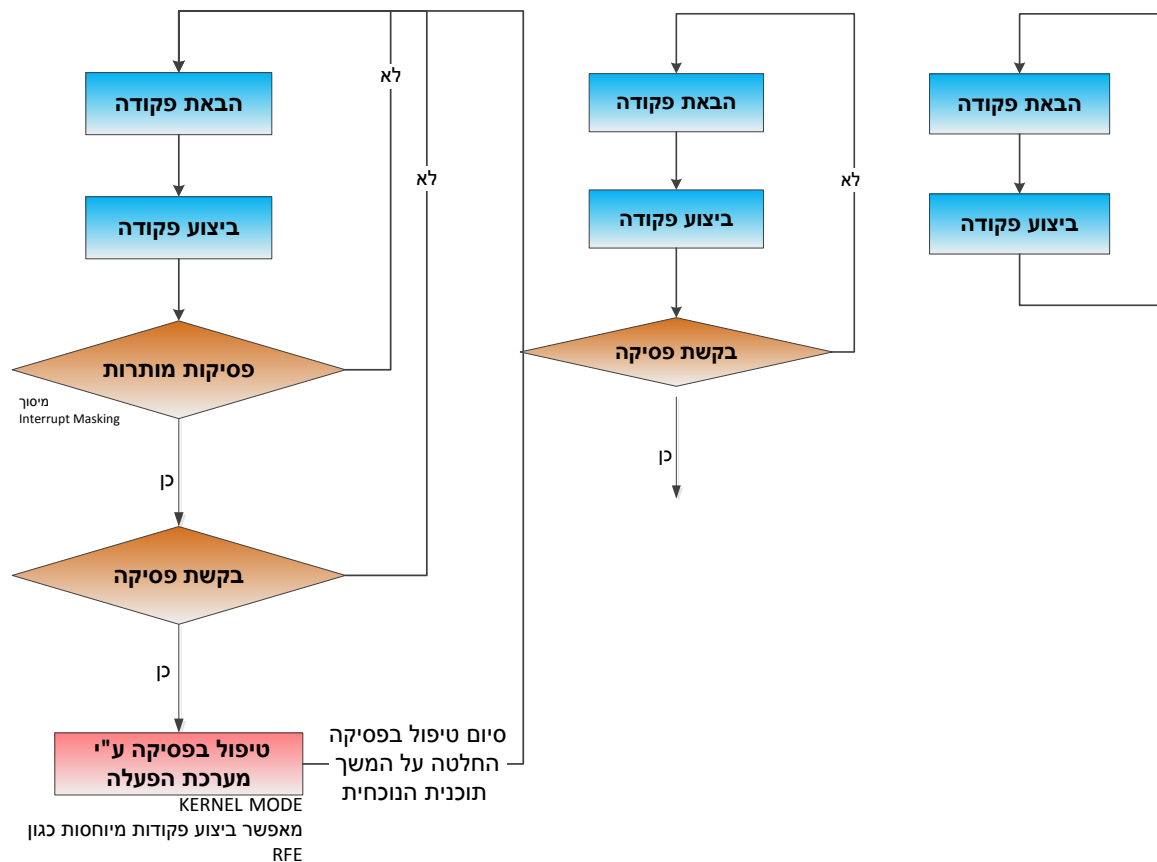 הבאת פקודה
ביצוע פקודה
הבאת פקודה
ביצוע פקודה
בקשת פסיקה
לא
כן
הבאת פקודה
ביצוע פקודה
פסיקות מותרות
לא
מיסוך
Interrupt Masking
כן
בקשת פסיקה
לא
כן
טיפול בפסיקה ע"י
מערכת הפעלה
סיום טיפול בפסיקה
החלטה על המשך
תוכנית הנוכחית
KERNEL MODE
מאפשר ביצוע פקודות מיוחסות כגון
RFE